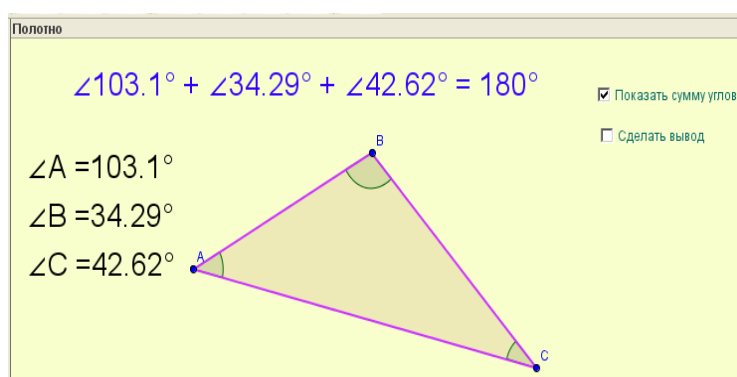 Полотно
∠103.1° + ∠34.29° + ∠42.62° = 180°
Показать сумму углов
Сделать вывод
∠A =103.1°
∠B =34.29°
∠C =42.62°
B
A
C